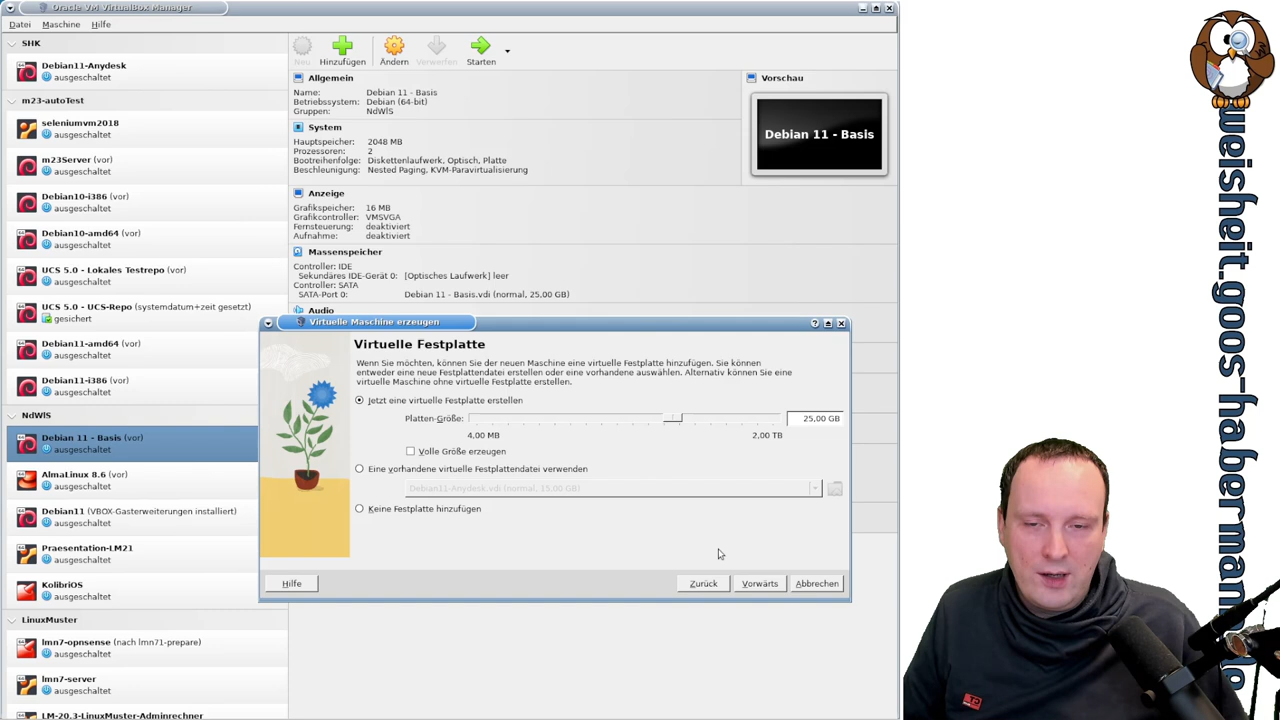 Oracle VM VirtualBox Manager
Datei Maschine Hilfe
SHK
Debian11-Anydesk
ausgeschaltet
m23-autoTest
seleniumvm2018
ausgeschaltet
m23Server (vor)
ausgeschaltet
Debian10-i386 (vor)
ausgeschaltet
Debian10-amd64 (vor)
ausgeschaltet
UCS 5.0 - Lokales Testrepo (vor)
ausgeschaltet
UCS 5.0 - UCS-Repo (systemdatum+zeit gesetzt)
gesichert
Debian11-amd64 (vor)
ausgeschaltet
Debian11-i386 (vor)
ausgeschaltet
NdWlS
Debian 11 - Basis (vor)
ausgeschaltet
AlmaLinux 8.6 (vor)
ausgeschaltet
Debian11 (VBOX-Gasterweiterungen installiert)
ausgeschaltet
Praesentation-LM21
ausgeschaltet
KolibriOS
ausgeschaltet
LinuxMuster
lmn7-opnsense (nach lmn71-prepare)
ausgeschaltet
lmn7-server
ausgeschaltet
LM-20.3-LinuxMuster-Adminrechner
Neu Hinzufügen Ändern Verwerfen Starten
Allgemein
Name: Debian 11 - Basis
Betriebssystem: Debian (64-bit)
Gruppen: NdWlS
System
Hauptspeicher: 2048 MB
Prozessoren: 2
Bootreihenfolge: Diskettenlaufwerk, Optisch, Platte
Beschleunigung: Nested Paging, KVM-Paravirtualisierung
Anzeige
Grafikspeicher: 16 MB
Grafikcontroller: VMSVGA
Fernsteuerung: deaktiviert
Aufnahme: deaktiviert
Massenspeicher
Controller: IDE
Sekundäres IDE-Gerät 0: [Optisches Laufwerk] leer
Controller: SATA
SATA-Port 0: Debian 11 - Basis.vdi (normal, 25,00 GB)
Audio
Vorschau
Debian 11 - Basis
Virtuelle Maschine erzeugen
Virtuelle Festplatte
Wenn Sie möchten, können Sie der neuen Maschine eine virtuelle Festplatte hinzufügen. Sie können
entweder eine neue Festplattendatei erstellen oder eine vorhandene auswählen. Alternativ können Sie eine
virtuelle Maschine ohne virtuelle Festplatte erstellen.
Jetzt eine virtuelle Festplatte erstellen
Platten-Größe: 25,00 GB
4,00 MB 2,00 TB
Volle Größe erzeugen
Eine vorhandene virtuelle Festplattendatei verwenden
Debian11-Anydesk.vdi (normal, 15,00 GB)
Keine Festplatte hinzufügen
Hilfe Zurück Vorwärts Abbrechen